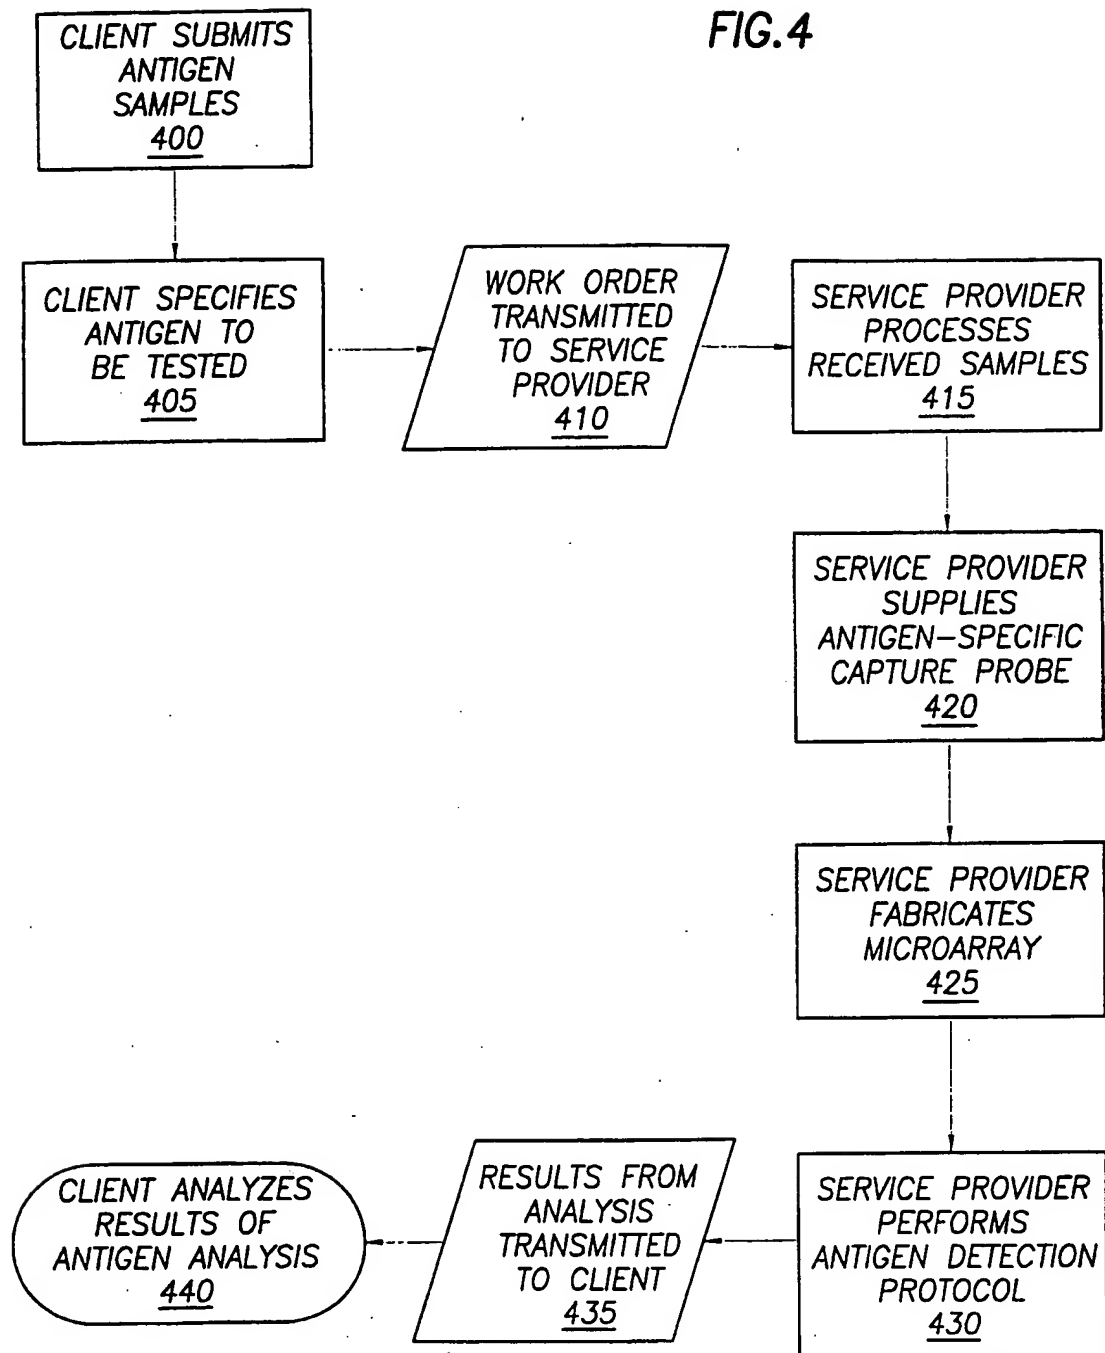 FIG.4
CLIENT SUBMITS
ANTIGEN
SAMPLES
400
CLIENT SPECIFIES
ANTIGEN TO
BE TESTED
405
WORK ORDER
TRANSMITTED
TO SERVICE
PROVIDER
410
SERVICE PROVIDER
PROCESSES
RECEIVED SAMPLES
415
SERVICE PROVIDER
SUPPLIES
ANTIGEN-SPECIFIC
CAPTURE PROBE
420
SERVICE PROVIDER
FABRICATES
MICROARRAY
425
SERVICE PROVIDER
PERFORMS
ANTIGEN DETECTION
PROTOCOL
430
RESULTS FROM
ANALYSIS
TRANSMITTED
TO CLIENT
435
CLIENT ANALYZES
RESULTS OF
ANTIGEN ANALYSIS
440